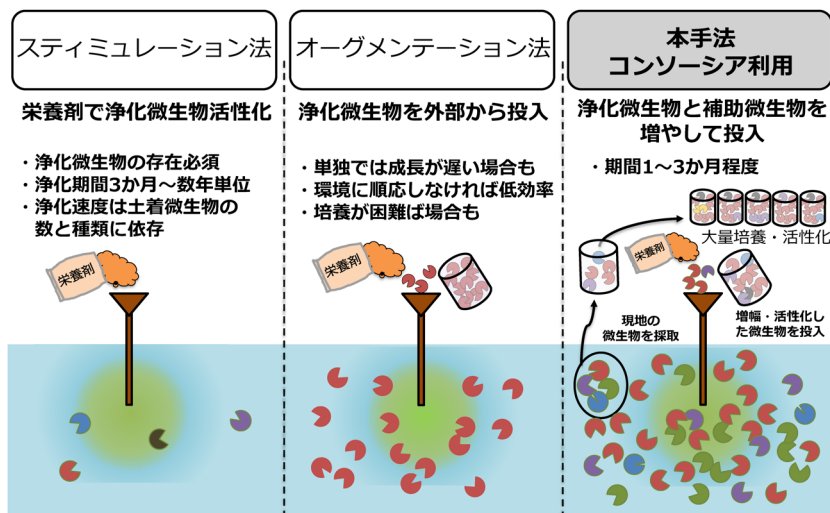 スティミュレーション法
栄養剤で浄化微生物活性化
・浄化微生物の存在必須
・浄化期間3か月～数年単位
・浄化速度は土着微生物の
数と種類に依存
栄養剤
オーグメンテーション法
浄化微生物を外部から投入
・単独では成長が遅い場合も
・環境に順応しなければ低効率
・培養が困難ば場合も
栄養剤
本手法
コンソーシア利用
浄化微生物と補助微生物を
増やして投入
・期間1～3か月程度
大量培養・活性化
栄養剤
現地の
微生物を採取
増幅・活性化し
た微生物を投入